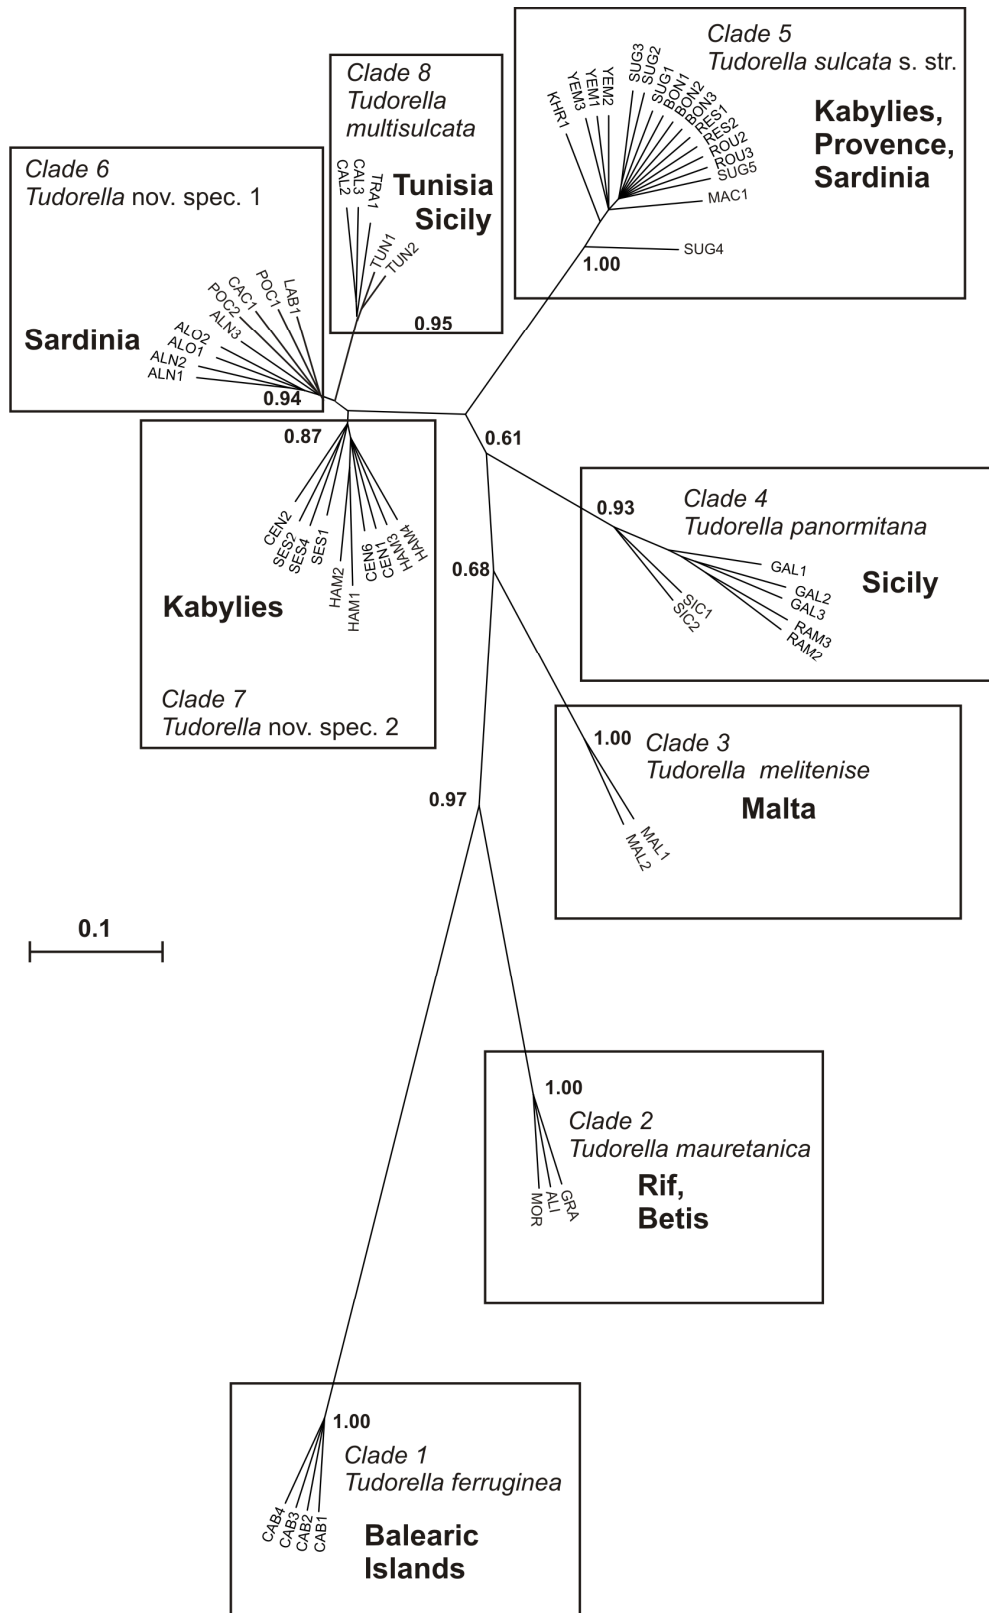 Clade 5
Tudorella sulcata s. str.
Kabylies,
Provence,
Sardinia
KHR1
YEM3
YEM1
YEM2
SUG3
SUG2
SUG1
BON1
BON2
BON3
RES1
RES2
ROU2
ROU3
SUG5
MAC1
SUG4
1.00
Clade 8
Tudorella
multisulcata
Tunisia
Sicily
CAL2
CAL3
TRA1
TUN1
TUN2
0.95
Clade 6
Tudorella nov. spec. 1
Sardinia
LAB1
POC1
CAC1
POC2
ALN3
ALO2
ALO1
ALN2
ALN1
0.94
0.87
CEN2
SES2
SES4
SES1
HAM2
HAM1
CEN6
CEN1
HAM3
HAM4
Kabylies
Clade 7
Tudorella nov. spec. 2
0.61
0.93
Clade 4
Tudorella panormitana
Sicily
GAL1
GAL2
GAL3
RAM3
RAM2
SIC1
SIC2
0.68
1.00
Clade 3
Tudorella melitenise
Malta
MAL1
MAL2
0.97
0.1
1.00
Clade 2
Tudorella mauretanica
Rif,
Betis
MOR
ALI
GRA
1.00
Clade 1
Tudorella ferruginea
Balearic
Islands
CAB4
CAB3
CAB2
CAB1